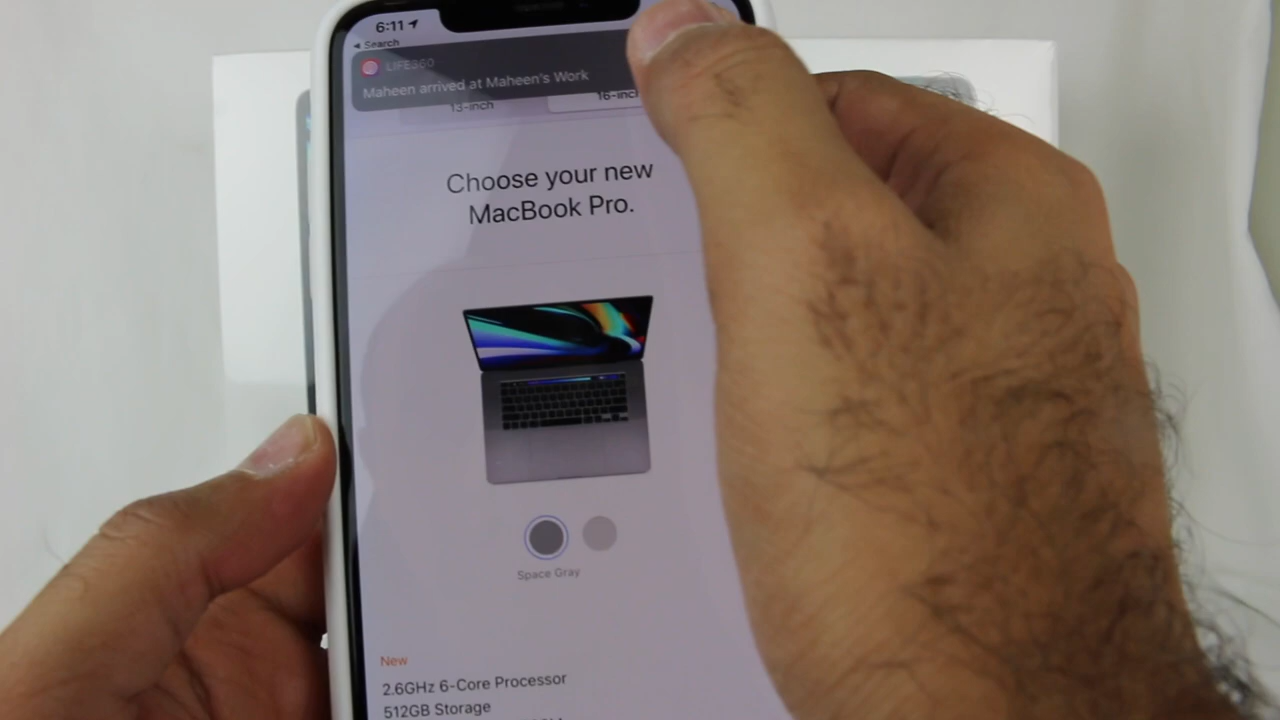 6:11
Search
LIFE360
Maheen arrived at Maheen's Work
13-inch
16-inch
Choose your new
MacBook Pro.
Space Gray
New
2.6GHz 6-Core Processor
512GB Storage